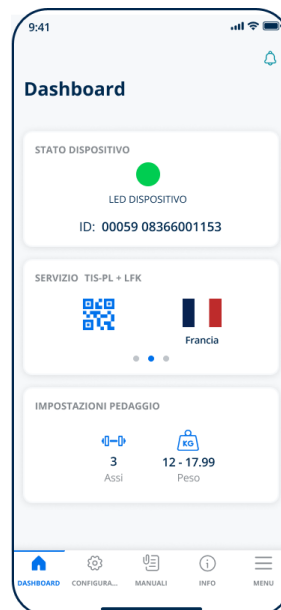 9:41
Dashboard
STATO DISPOSITIVO
LED DISPOSITIVO
ID: 00059 08366001153
SERVIZIO TIS-PL + LFK
Francia
IMPOSTAZIONI PEDAGGIO
KG
3 12 - 17.99
Assi Peso
DASHBOARD CONFIGURA... MANUALI INFO MENU